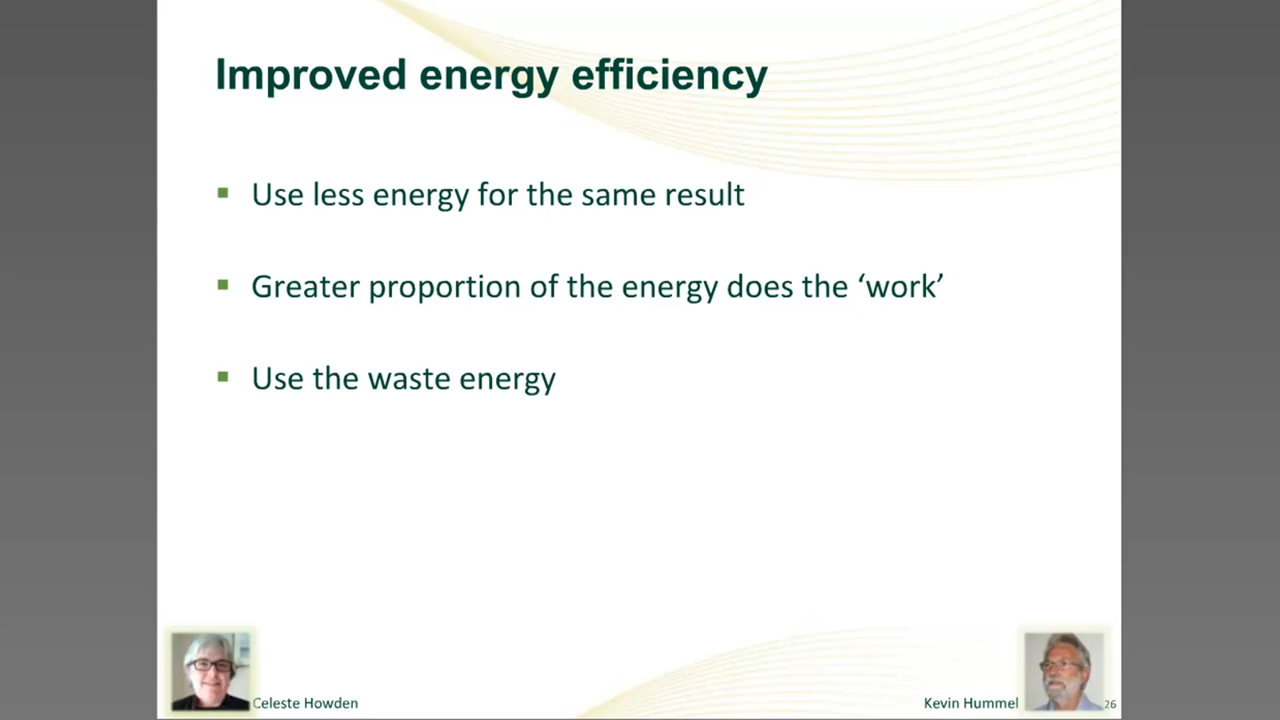 Improved energy efficiency
▪ Use less energy for the same result
▪ Greater proportion of the energy does the ‘work’
▪ Use the waste energy
Celeste Howden
Kevin Hummel
26